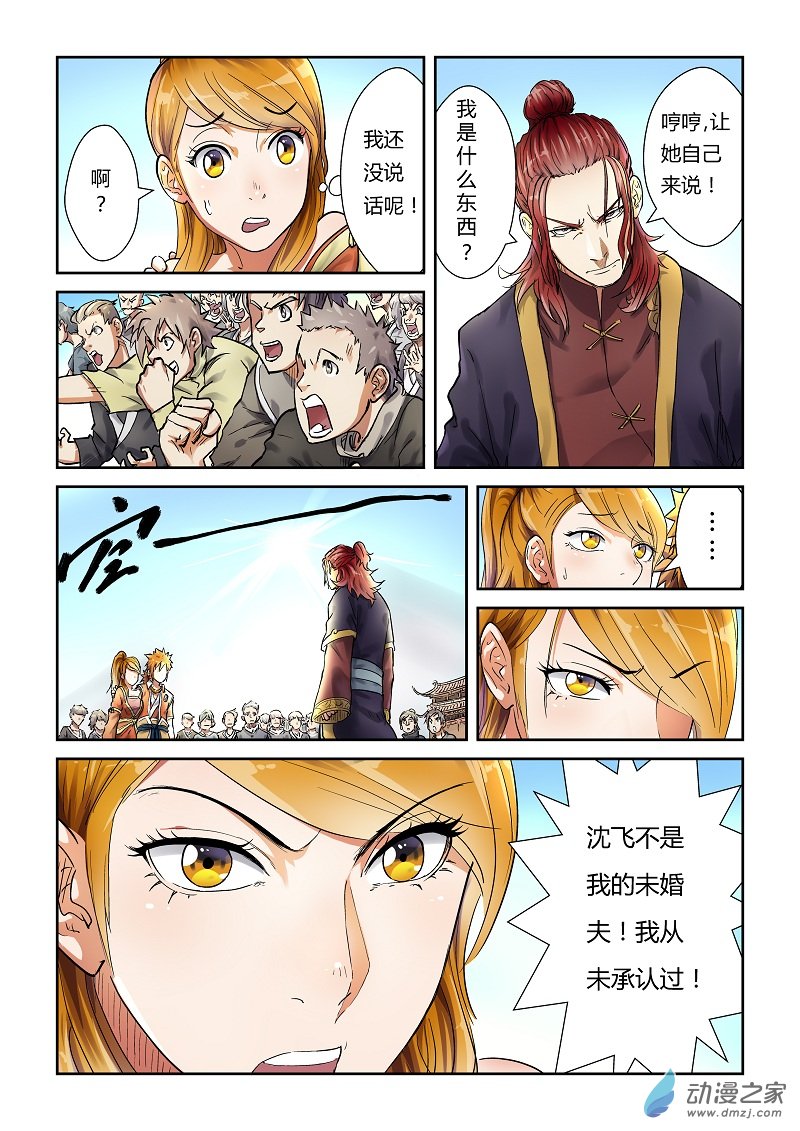 哼哼,让
她自己
来说！
我是什么东西？
我还
没说
话呢！
啊？
……
沈飞不是
我的未婚
夫！我从
未承认过！
动漫之家
www.dmzj.com